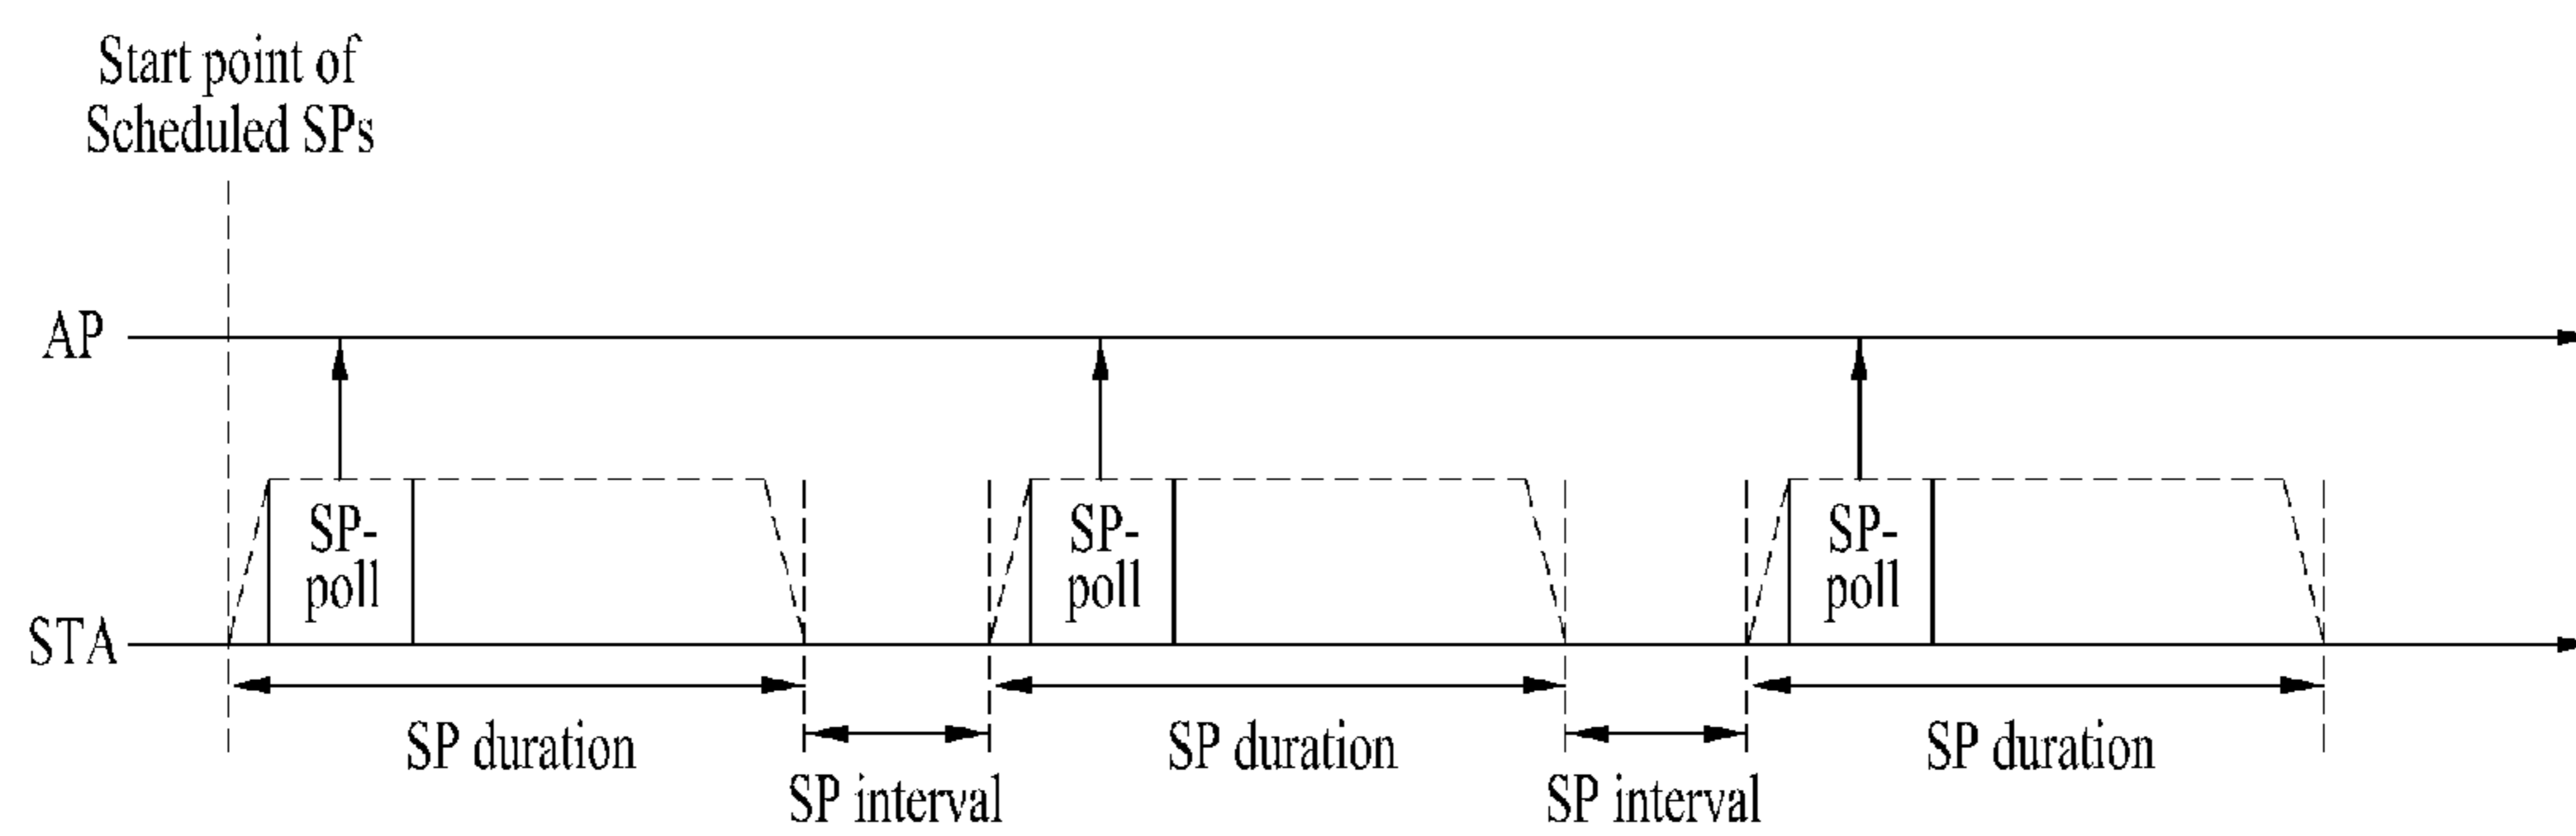 Start point of
Scheduled SPs
AP
SP-
poll
SP-
poll
SP-
poll
STA
SP duration
SP duration
SP duration
SP interval
SP interval